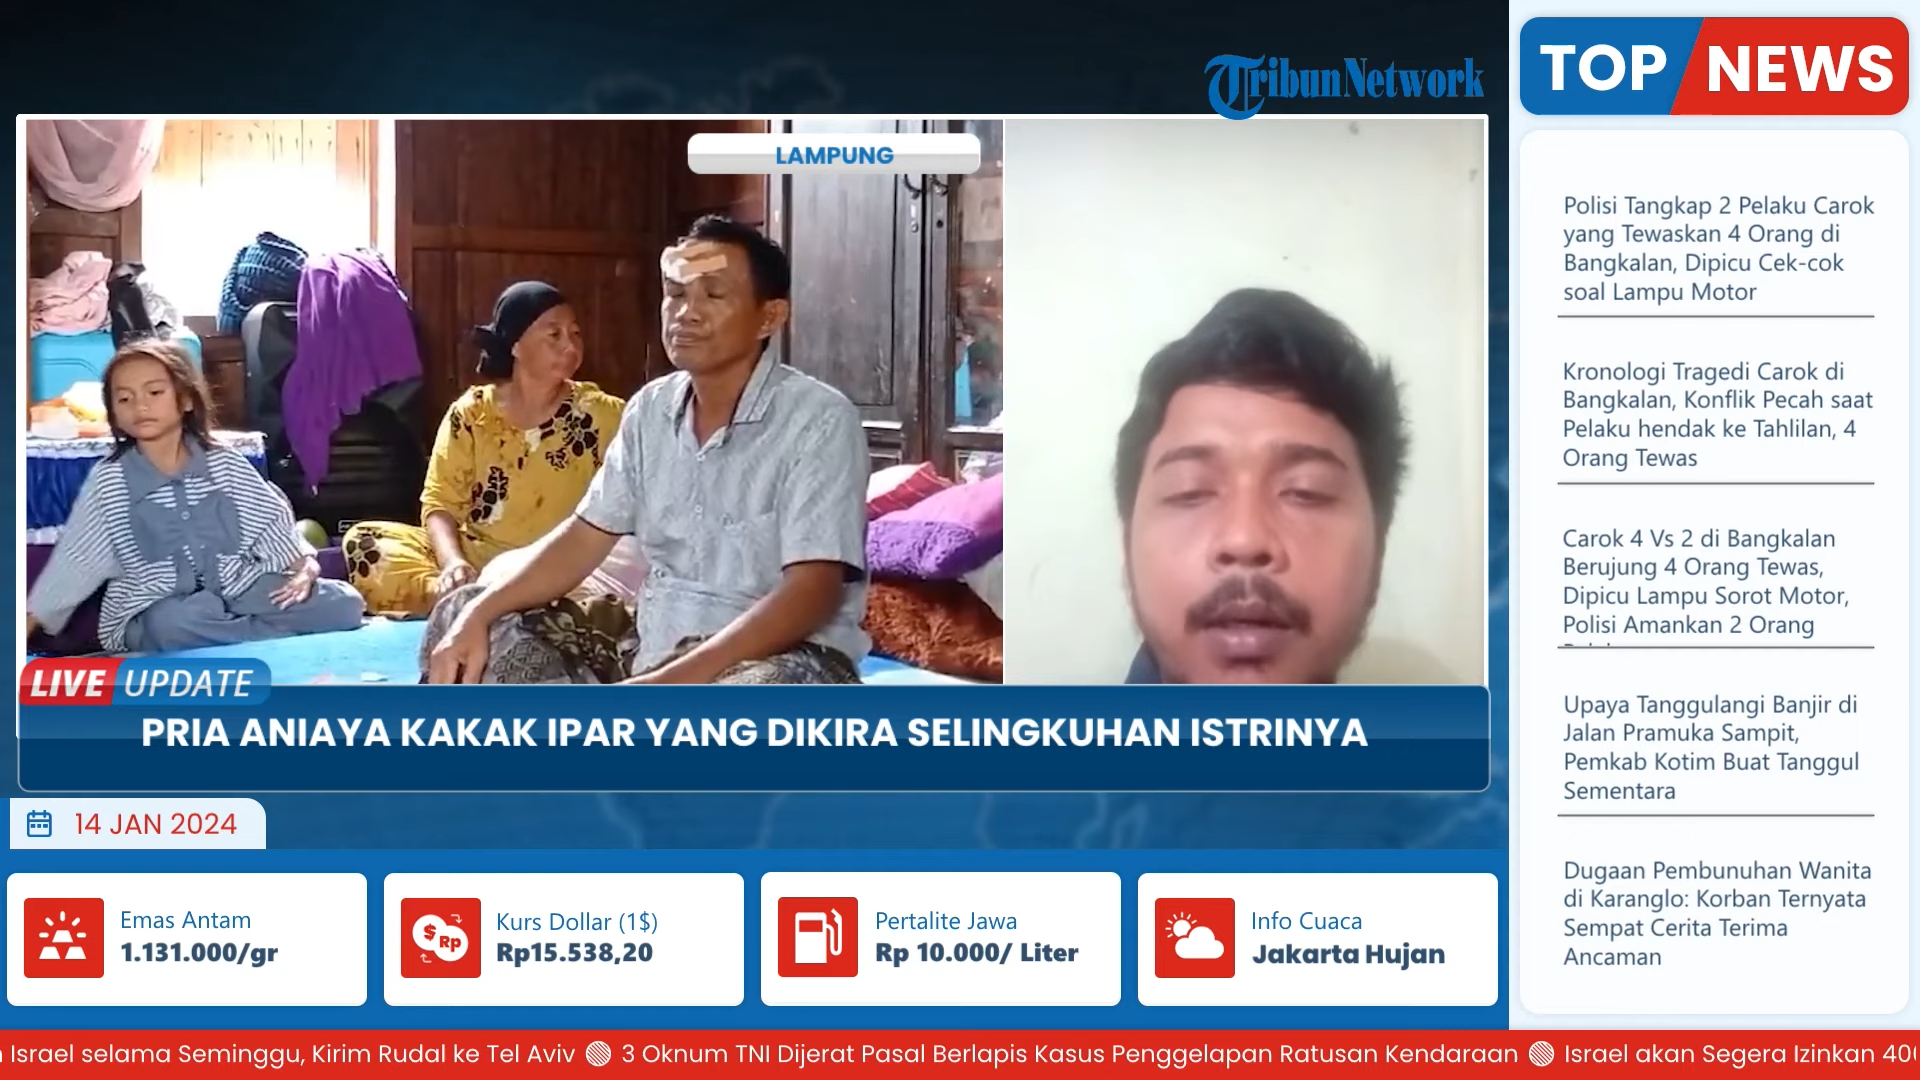 TribunNetwork
TOP NEWS
LAMPUNG
LIVE UPDATE
PRIA ANIAYA KAKAK IPAR YANG DIKIRA SELINGKUHAN ISTRINYA
14 JAN 2024
Emas Antam
1.131.000/gr
Kurs Dollar (1$)
Rp15.538,20
Pertalite Jawa
Rp 10.000/ Liter
Info Cuaca
Jakarta Hujan
Polisi Tangkap 2 Pelaku Carok
yang Tewaskan 4 Orang di
Bangkalan, Dipicu Cek-cok
soal Lampu Motor
Kronologi Tragedi Carok di
Bangkalan, Konflik Pecah saat
Pelaku hendak ke Tahlilan, 4
Orang Tewas
Carok 4 Vs 2 di Bangkalan
Berujung 4 Orang Tewas,
Dipicu Lampu Sorot Motor,
Polisi Amankan 2 Orang
Upaya Tanggulangi Banjir di
Jalan Pramuka Sampit,
Pemkab Kotim Buat Tanggul
Sementara
Dugaan Pembunuhan Wanita
di Karanglo: Korban Ternyata
Sempat Cerita Terima
Ancaman
Israel selama Seminggu, Kirim Rudal ke Tel Aviv 3 Oknum TNI Dijerat Pasal Berlapis Kasus Penggelapan Ratusan Kendaraan Israel akan Segera Izinkan